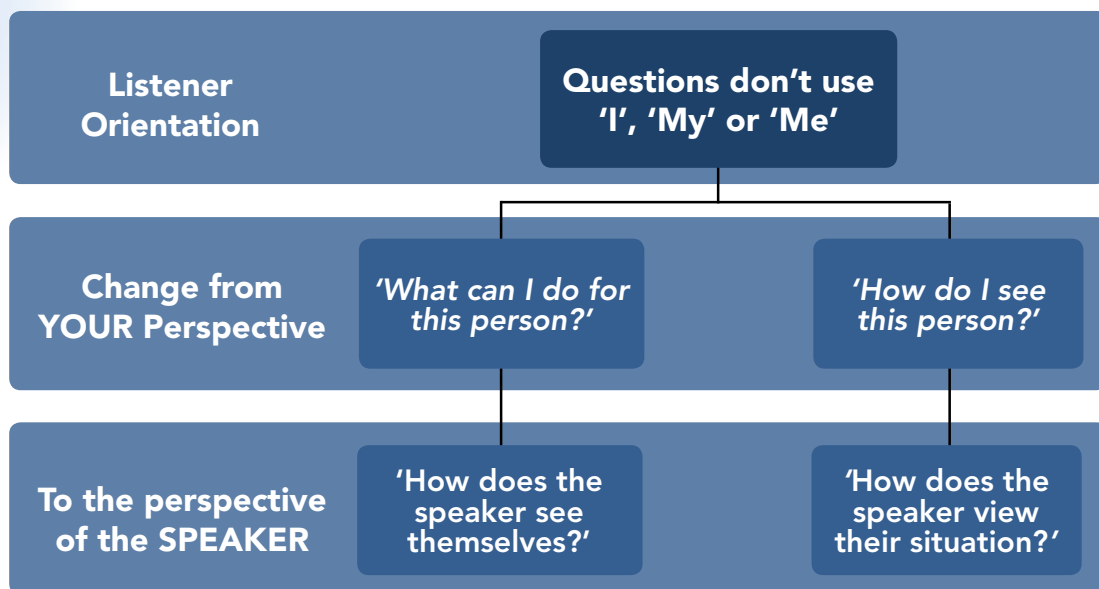 Listener
Orientation
Questions don’t use
‘I’, ‘My’ or ‘Me’
Change from
YOUR Perspective
‘What can I do for
this person?’
‘How do I see
this person?’
To the perspective
of the SPEAKER
‘How does the
speaker see
themselves?’
‘How does the
speaker view
their situation?’